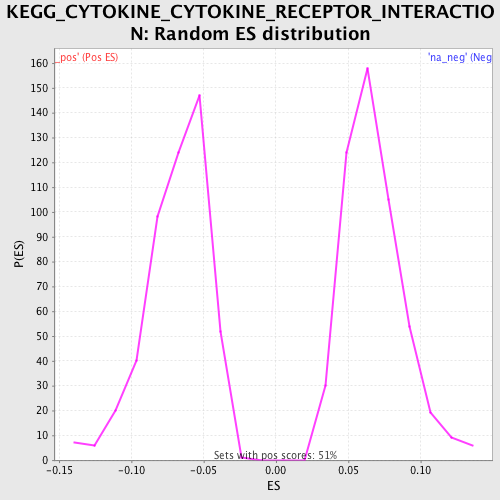 KEGG_CYTOKINE_CYTOKINE_RECEPTOR_INTERACTIO
N: Random ES distribution
_pos' (Pos ES)
'na_neg' (Neg
160
150
140
130
120
110
100
90
80
70
60
50
40
30
20
10
0
P(ES)
Sets with pos scores: 51%
-0.15 -0.10 -0.05 0.00 0.05 0.10
ES